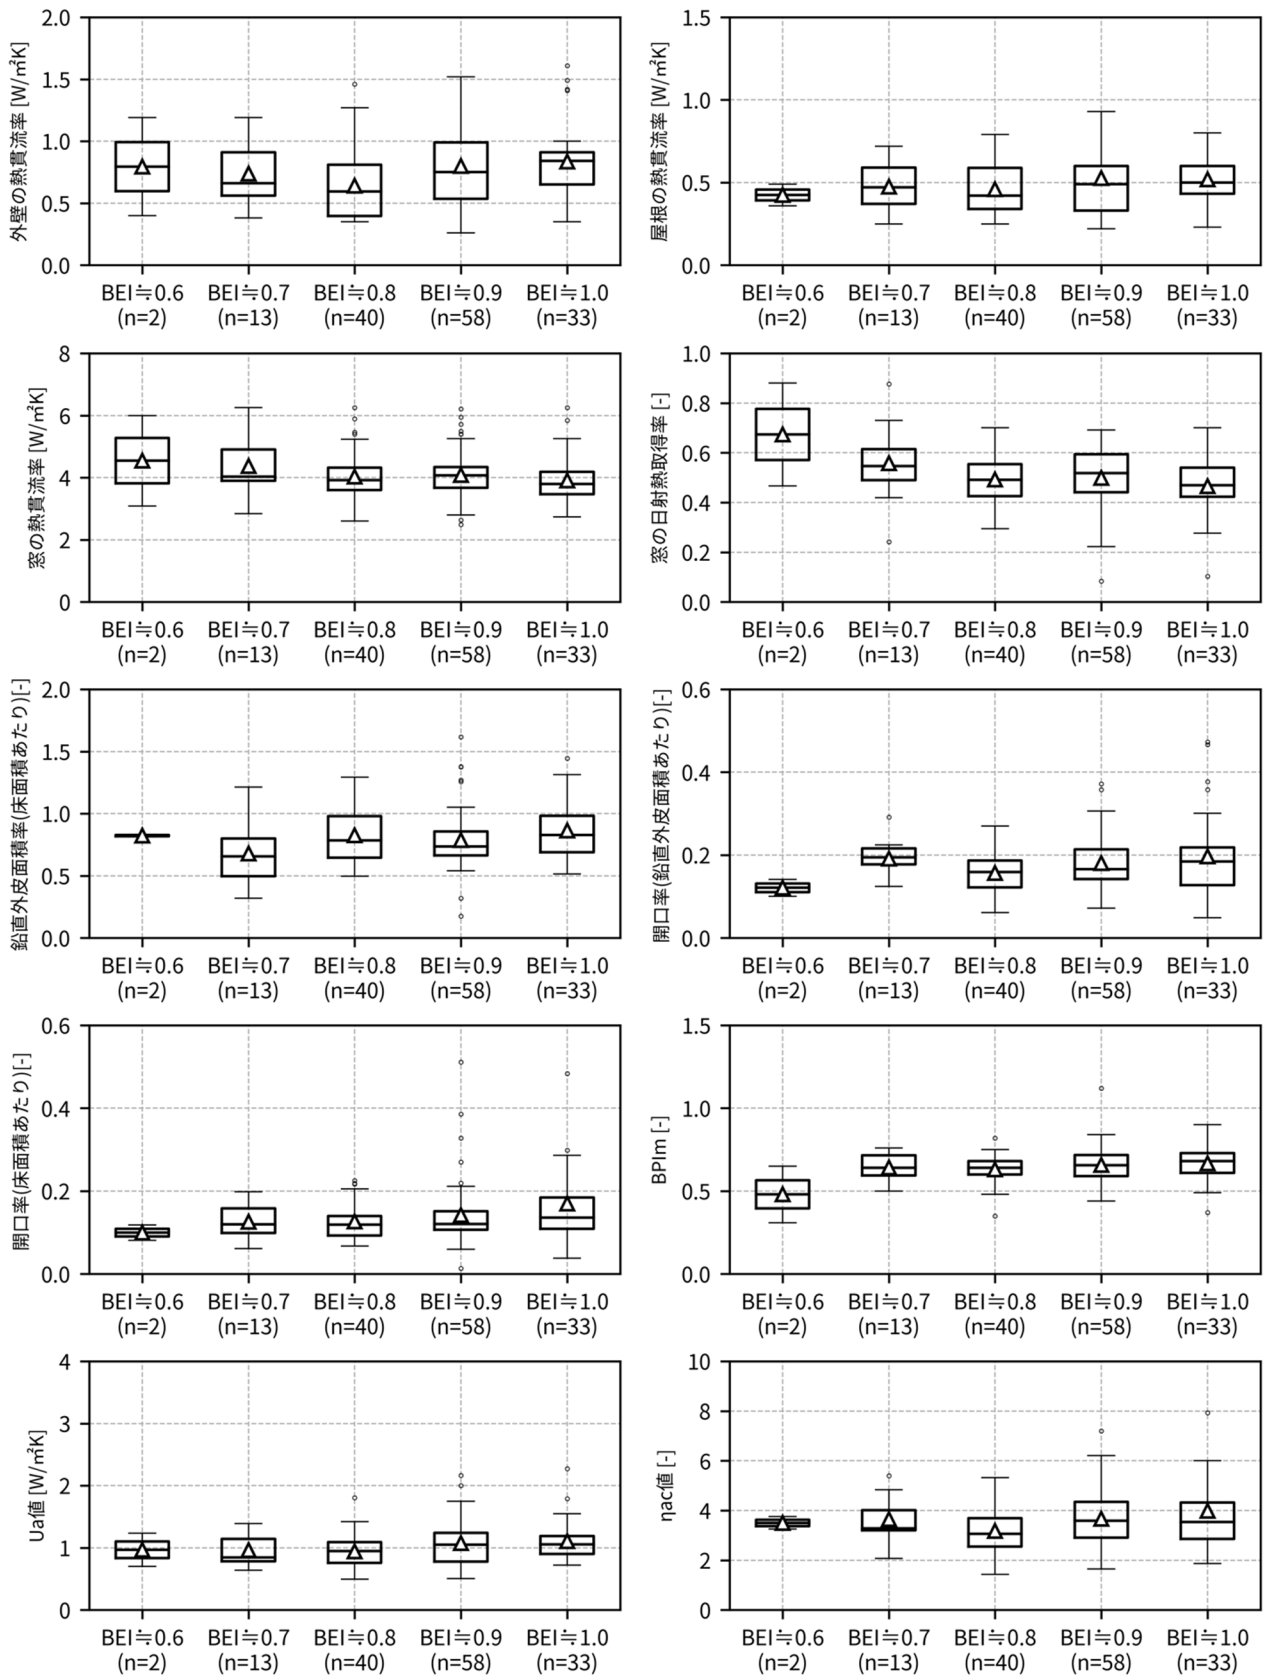 外壁の熱貫流率 [W/㎡K]
2.0
1.5
1.0
0.5
0.0
BEI≒0.6 BEI≒0.7 BEI≒0.8 BEI≒0.9 BEI≒1.0
(n=2) (n=13) (n=40) (n=58) (n=33)
屋根の熱貫流率 [W/㎡K]
1.5
1.0
0.5
0.0
BEI≒0.6 BEI≒0.7 BEI≒0.8 BEI≒0.9 BEI≒1.0
(n=2) (n=13) (n=40) (n=58) (n=33)
窓の熱貫流率 [W/㎡K]
8
6
4
2
0
BEI≒0.6 BEI≒0.7 BEI≒0.8 BEI≒0.9 BEI≒1.0
(n=2) (n=13) (n=40) (n=58) (n=33)
窓の日射熱取得率 [-]
1.0
0.8
0.6
0.4
0.2
0.0
BEI≒0.6 BEI≒0.7 BEI≒0.8 BEI≒0.9 BEI≒1.0
(n=2) (n=13) (n=40) (n=58) (n=33)
鉛直外皮面積率(床面積あたり)[-]
2.0
1.5
1.0
0.5
0.0
BEI≒0.6 BEI≒0.7 BEI≒0.8 BEI≒0.9 BEI≒1.0
(n=2) (n=13) (n=40) (n=58) (n=33)
開口率(鉛直外皮面積あたり)[-]
0.6
0.4
0.2
0.0
BEI≒0.6 BEI≒0.7 BEI≒0.8 BEI≒0.9 BEI≒1.0
(n=2) (n=13) (n=40) (n=58) (n=33)
開口率(床面積あたり)[-]
0.6
0.4
0.2
0.0
BEI≒0.6 BEI≒0.7 BEI≒0.8 BEI≒0.9 BEI≒1.0
(n=2) (n=13) (n=40) (n=58) (n=33)
BPIm [-]
1.5
1.0
0.5
0.0
BEI≒0.6 BEI≒0.7 BEI≒0.8 BEI≒0.9 BEI≒1.0
(n=2) (n=13) (n=40) (n=58) (n=33)
Ua値 [W/㎡K]
4
3
2
1
0
BEI≒0.6 BEI≒0.7 BEI≒0.8 BEI≒0.9 BEI≒1.0
(n=2) (n=13) (n=40) (n=58) (n=33)
ηac値 [-]
10
8
6
4
2
0
BEI≒0.6 BEI≒0.7 BEI≒0.8 BEI≒0.9 BEI≒1.0
(n=2) (n=13) (n=40) (n=58) (n=33)